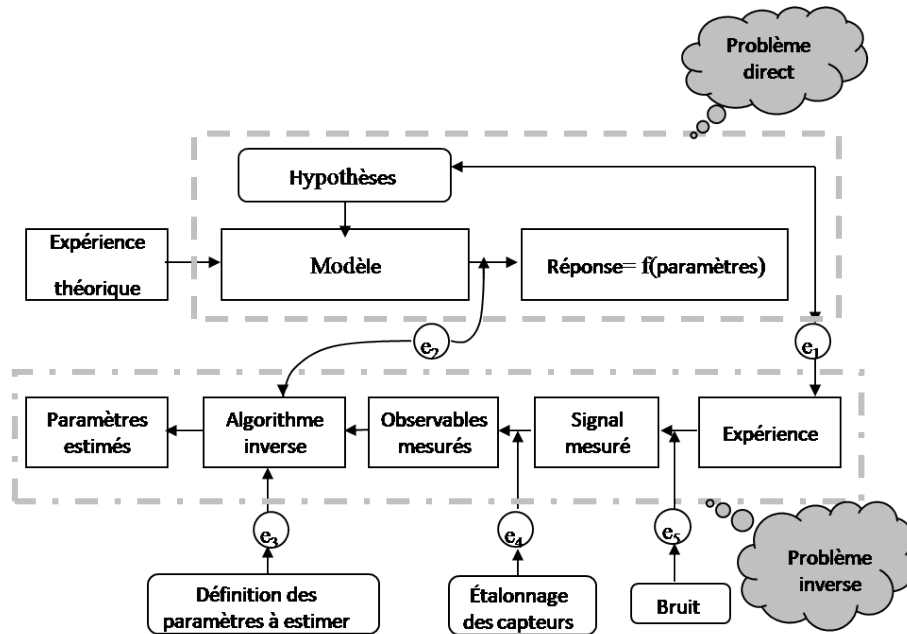 Problème
direct
Hypothèses
Expérience
théorique
Modèle
Réponse= f(paramètres)
e2
e1
Paramètres
estimés
Algorithme
inverse
Observables
mesurés
Signal
mesuré
Expérience
e3
e4
e5
Définition des
paramètres à estimer
Étalonnage
des capteurs
Bruit
Problème
inverse